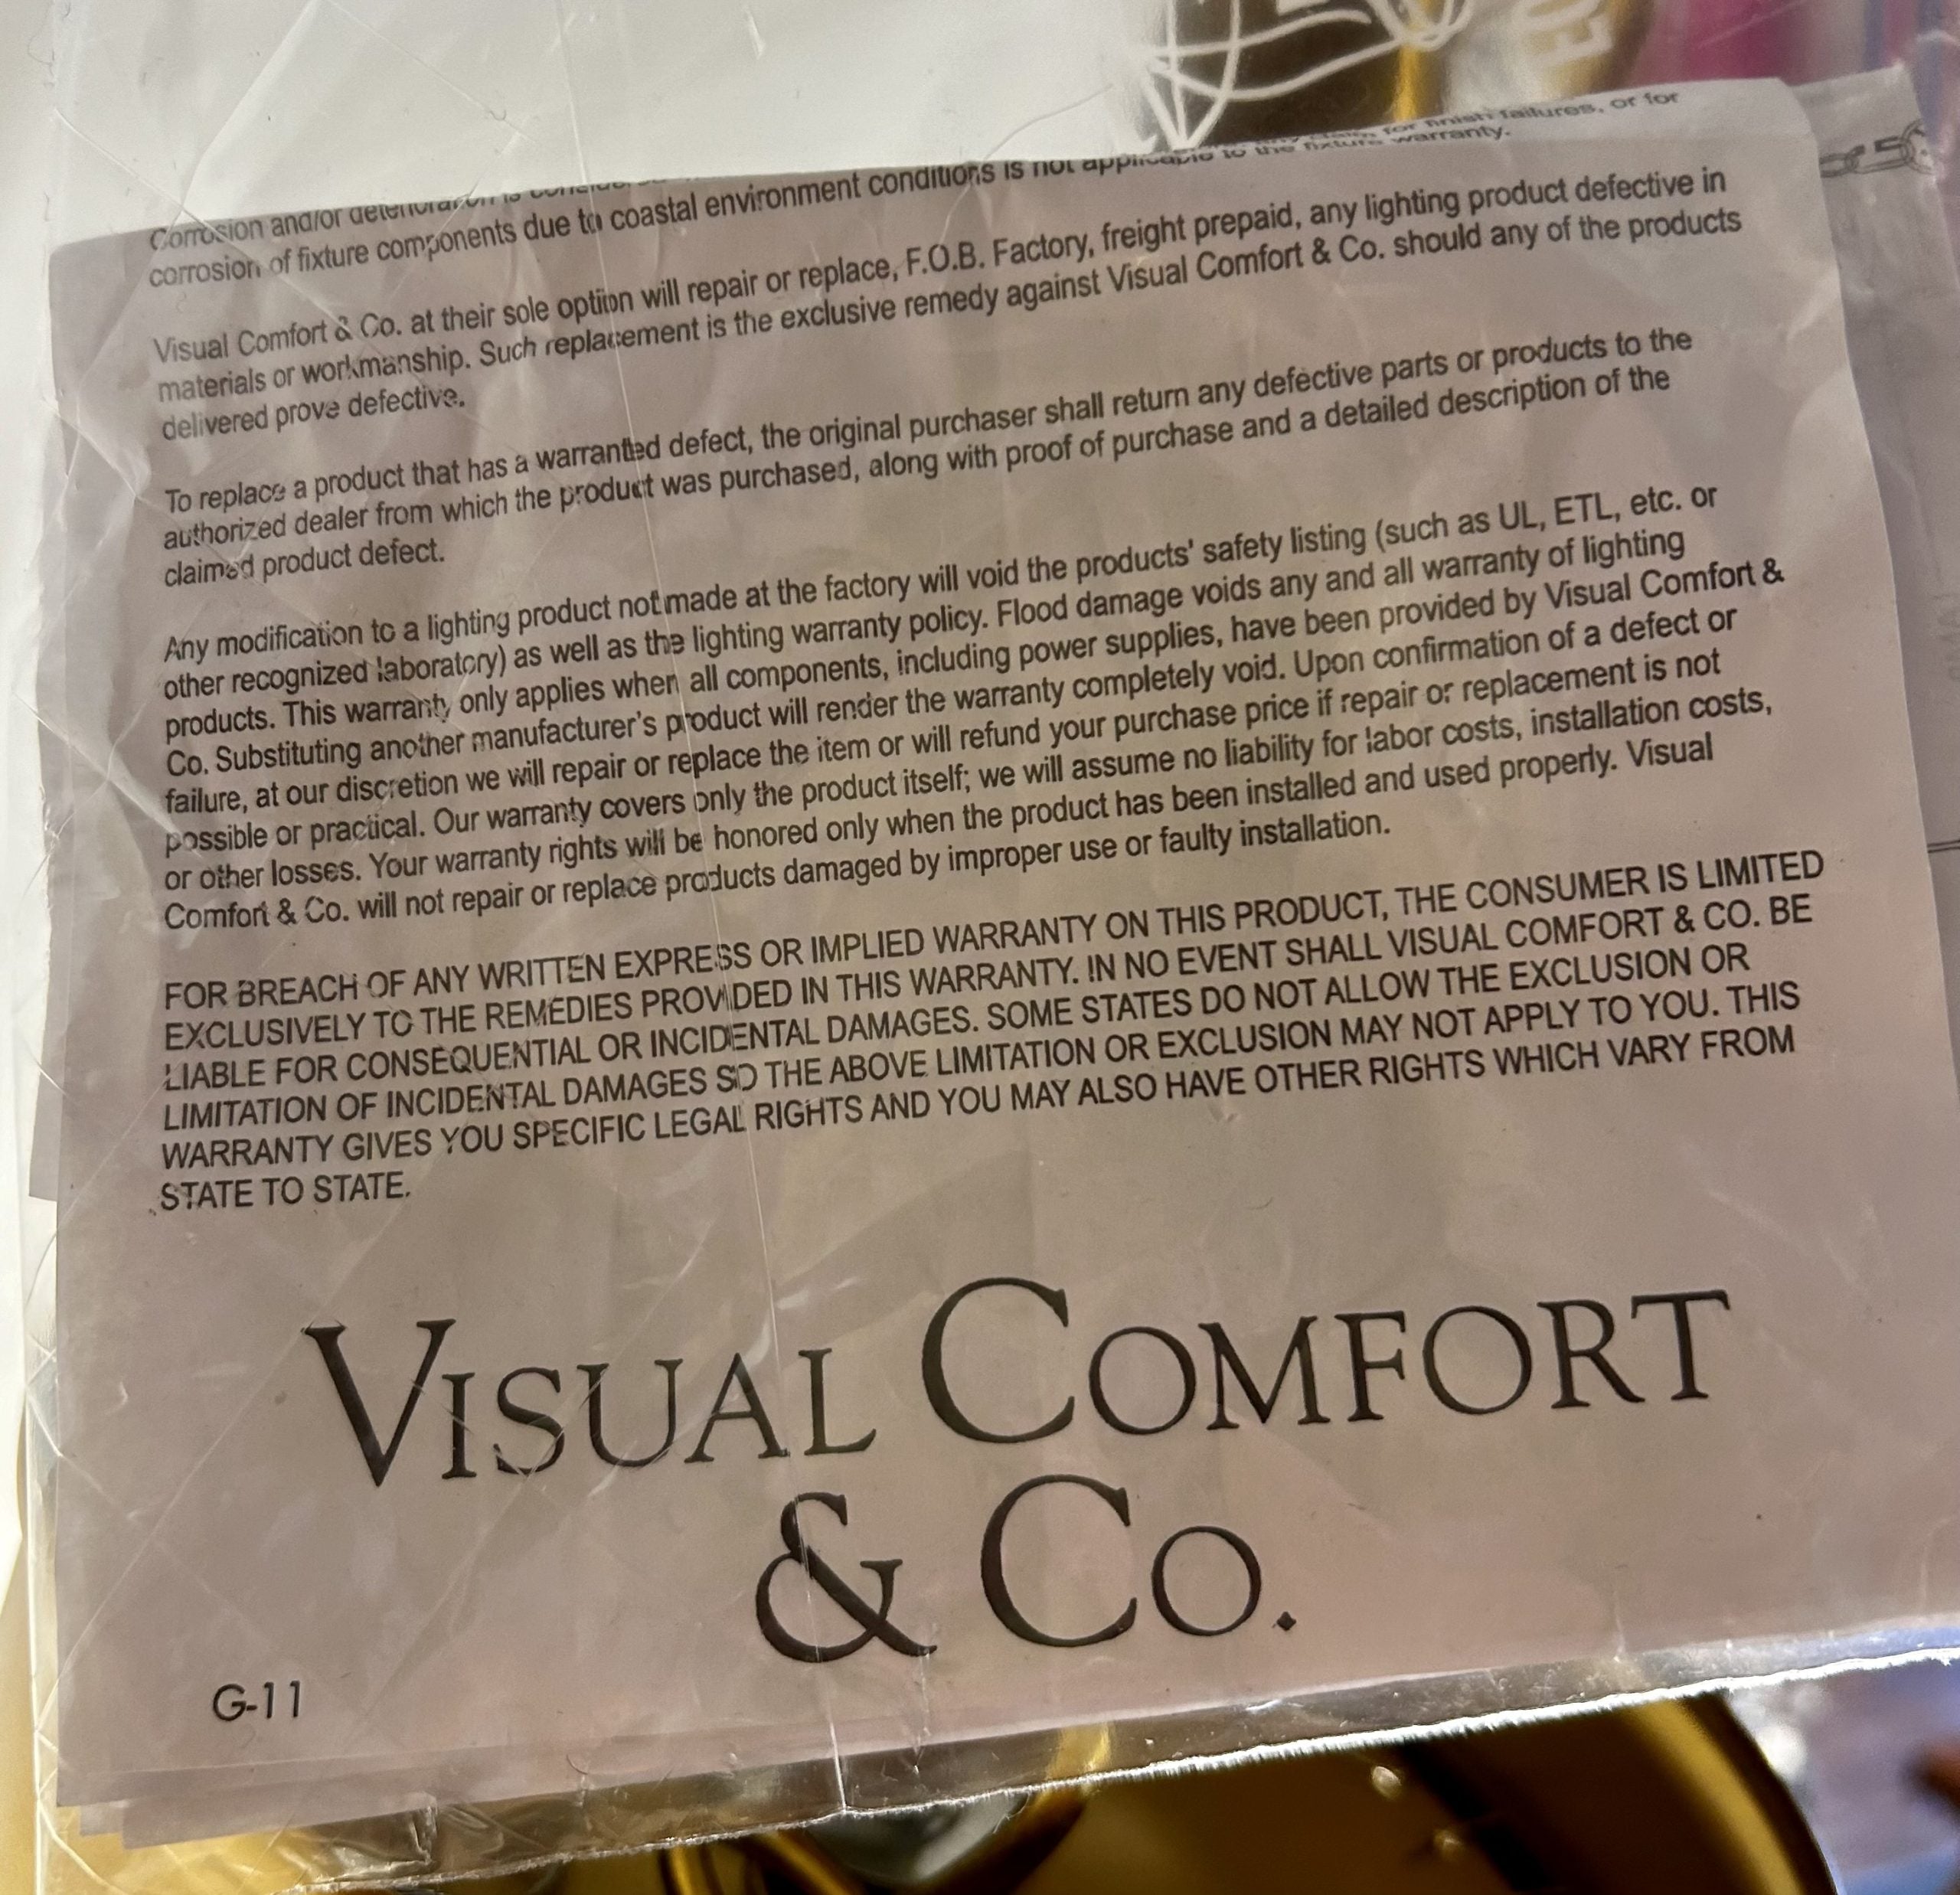 EC
for finish failures, or for
Corrosion and/or deterioration is
corrosion of fixture components due to coastal environment conditions is not applicable to the fixture warranty.
Visual Comfort & Co. at their sole option will repair or replace, F.O.B. Factory, freight prepaid, any lighting product defective in
materials or workmanship. Such replacement is the exclusive remedy against Visual Comfort & Co. should any of the products
delivered prove defective.
To replace a product that has a warranted defect, the original purchaser shall return any defective parts or products to the
authorized dealer from which the product was purchased, along with proof of purchase and a detailed description of the
claimed product defect.
Any modification to a lighting product not made at the factory will void the products' safety listing (such as UL, ETL, etc. or
other recognized laboratory) as well as the lighting warranty policy. Flood damage voids any and all warranty of lighting
products. This warranty only applies when all components, including power supplies, have been provided by Visual Comfort &
Co. Substituting another manufacturer's product will render the warranty completely void. Upon confirmation of a defect or
failure, at our discretion we will repair or replace the item or will refund your purchase price if repair or replacement is not
possible or practical. Our warranty covers only the product itself; we will assume no liability for labor costs, installation costs,
or other losses. Your warranty rights will be honored only when the product has been installed and used properly. Visual
Comfort & Co. will not repair or replace products damaged by improper use or faulty installation.
FOR BREACH OF ANY WRITTEN EXPRESS OR IMPLIED WARRANTY ON THIS PRODUCT, THE CONSUMER IS LIMITED
EXCLUSIVELY TO THE REMEDIES PROVIDED IN THIS WARRANTY. IN NO EVENT SHALL VISUAL COMFORT & CO. BE
LIABLE FOR CONSEQUENTIAL OR INCIDENTAL DAMAGES. SOME STATES DO NOT ALLOW THE EXCLUSION OR
LIMITATION OF INCIDENTAL DAMAGES SO THE ABOVE LIMITATION OR EXCLUSION MAY NOT APPLY TO YOU. THIS
WARRANTY GIVES YOU SPECIFIC LEGAL RIGHTS AND YOU MAY ALSO HAVE OTHER RIGHTS WHICH VARY FROM
STATE TO STATE.
VISUAL COMFORT
& CO.
G-11